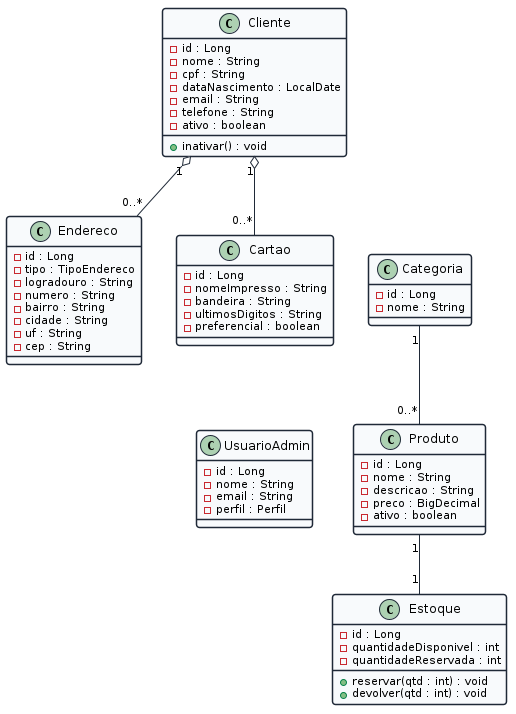 C Cliente
id : Long
nome : String
cpf : String
dataNascimento : LocalDate
email : String
telefone : String
ativo : boolean
inativar() : void
1
1
0..*
0..*
C Endereco
id : Long
tipo : TipoEndereco
logradouro : String
numero : String
bairro : String
cidade : String
uf : String
cep : String
C Cartao
id : Long
nomeImpresso : String
bandeira : String
ultimosDigitos : String
preferencial : boolean
C Categoria
id : Long
nome : String
1
0..*
C UsuarioAdmin
id : Long
nome : String
email : String
perfil : Perfil
C Produto
id : Long
nome : String
descricao : String
preco : BigDecimal
ativo : boolean
1
1
C Estoque
id : Long
quantidadeDisponivel : int
quantidadeReservada : int
reservar(qtd : int) : void
devolver(qtd : int) : void